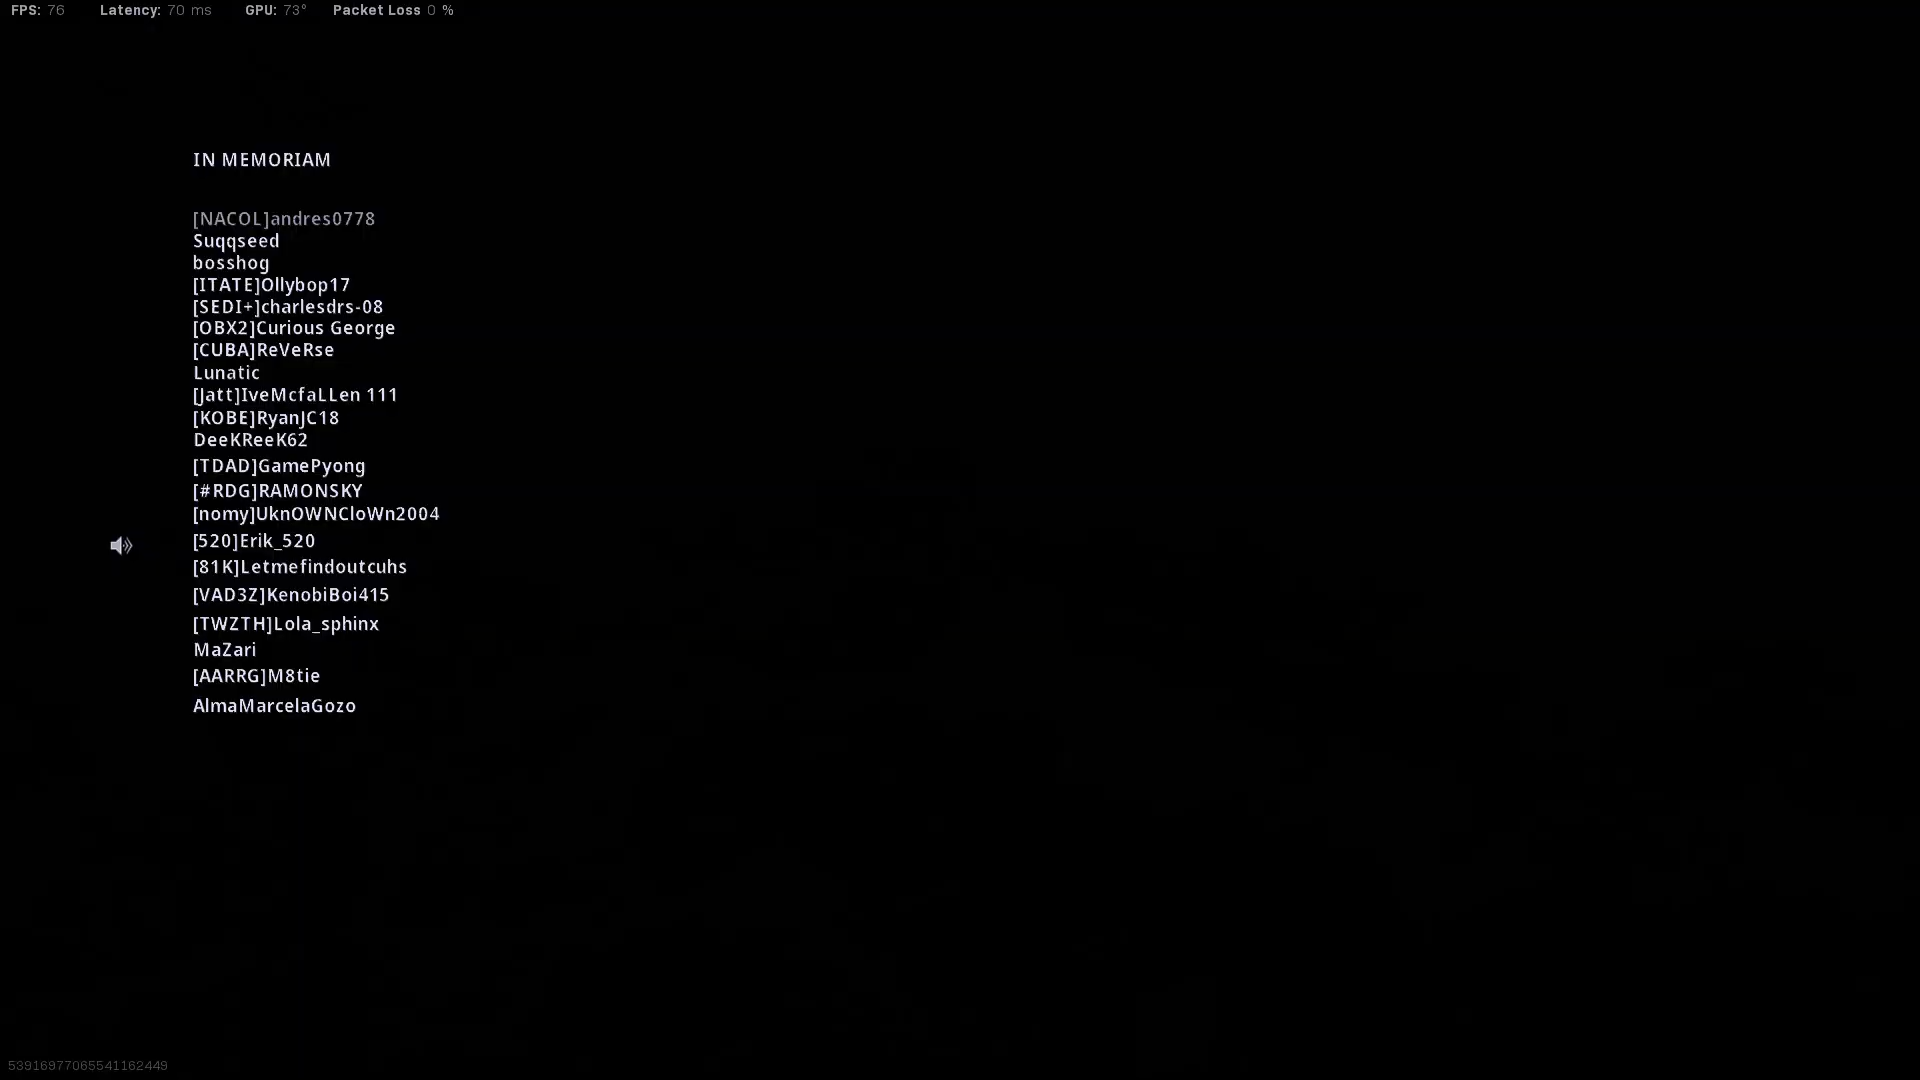 FPS: 76 Latency: 70 ms GPU: 73° Packet Loss 0 %
IN MEMORIAM
[NACOL]andres0778
Suqqseed
bosshog
[ITATE]Ollybop17
[SEDI+]charlesdrs-08
[OBX2]Curious George
[CUBA]ReVeRse
Lunatic
[Jatt]IveMcfaLLen 111
[KOBE]RyanJC18
DeeKReeK62
[TDAD]GamePyong
[#RDG]RAMONSKY
[nomy]UknOWNCloWn2004
[520]Erik_520
[81K]Letmefindoutcuhs
[VAD3Z]KenobiBoi415
[TWZTH]Lola_sphinx
MaZari
[AARRG]M8tie
AlmaMarcelaGozo
53916977065541162449